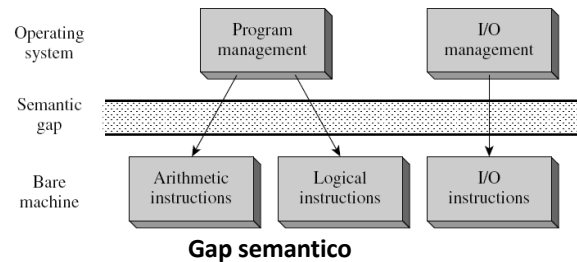 Operating
system
Program
management
I/O
management
Semantic
gap
Bare
machine
Arithmetic
instructions
Logical
instructions
I/O
instructions
Gap semantico